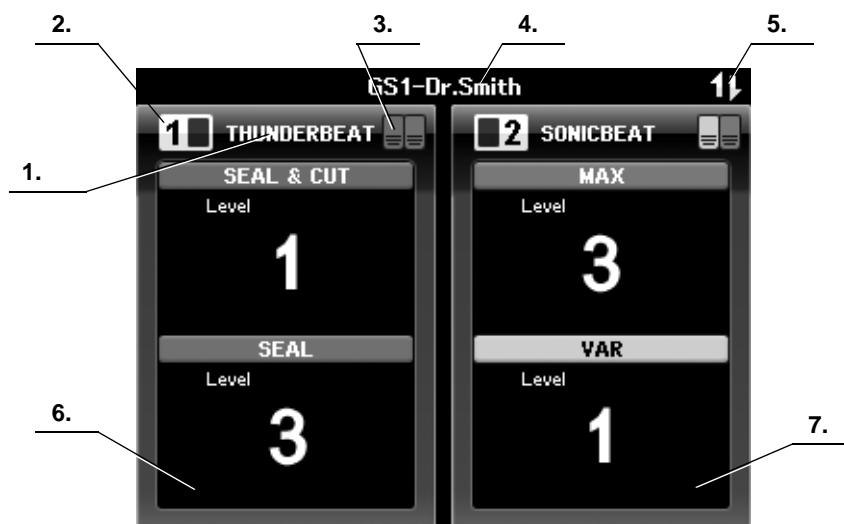 2. 3. 4. 5.
GS1-Dr.Smith
1 THUNDERBEAT 2 SONICBEAT
1.
SEAL & CUT MAX
Level Level
1 3
SEAL VAR
Level Level
6. 7.
3 1